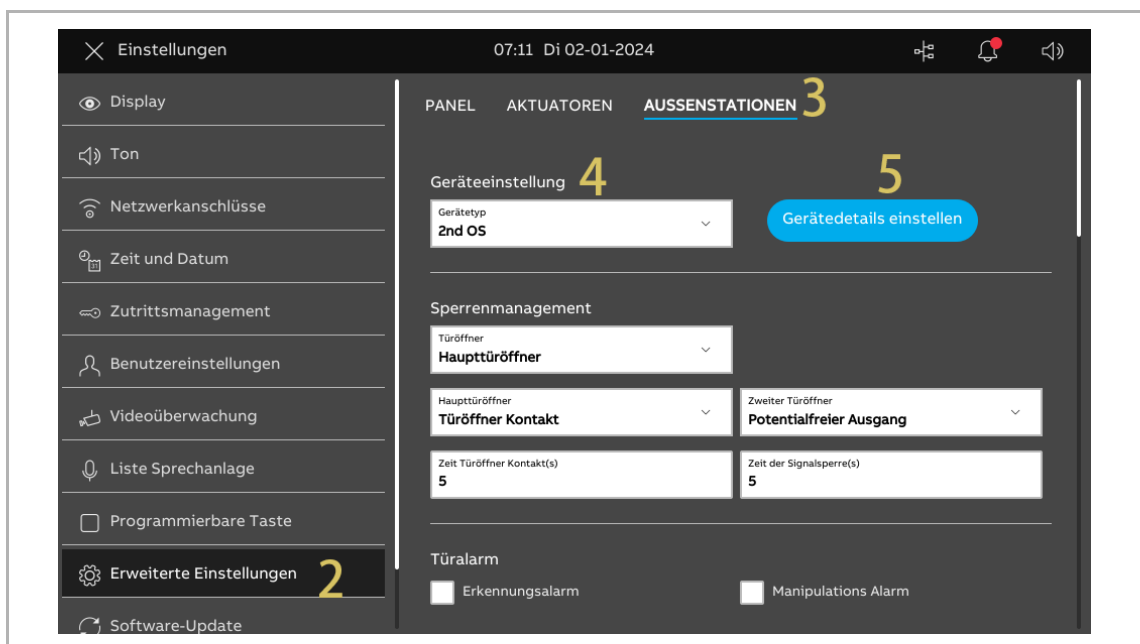 Einstellungen 07:11 Di 02-01-2024
Display
Ton
Netzwerkanschlüsse
31
Zeit und Datum
Zutrittsmanagement
Benutzereinstellungen
Videoüberwachung
Liste Sprechanlage
Programmierbare Taste
Erweiterte Einstellungen 2
Software-Update
PANEL AKTUATOREN AUSSENSTATIONEN 3
Geräteeinstellung 4 5
Gerätetyp
2nd OS
Gerätedetails einstellen
Sperrenmanagement
Türöffner
Haupttüröffner
Haupttüröffner
Türöffner Kontakt
Zweiter Türöffner
Potentialfreier Ausgang
Zeit Türöffner Kontakt(s)
5
Zeit der Signalsperre(s)
5
Türalarm
Erkennungsalarm Manipulations Alarm